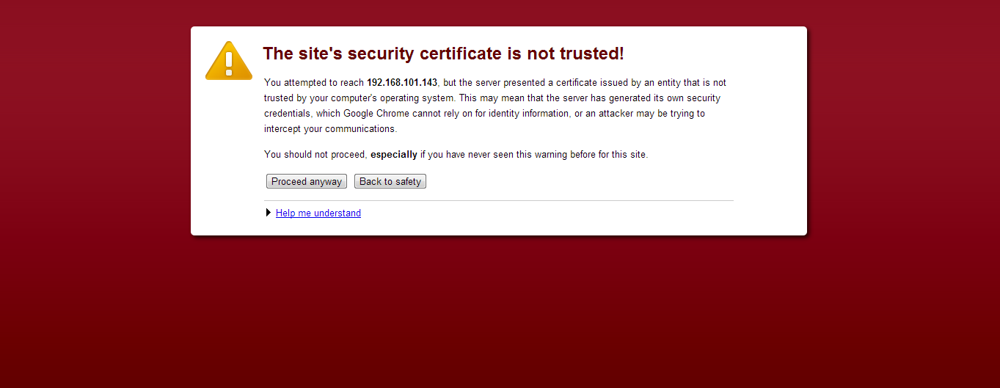 The site's security certificate is not trusted!
You attempted to reach 192.168.101.143, but the server presented a certificate issued by an entity that is not
trusted by your computer's operating system. This may mean that the server has generated its own security
credentials, which Google Chrome cannot rely on for identity information, or an attacker may be trying to
intercept your communications.
You should not proceed, especially if you have never seen this warning before for this site.
Proceed anyway Back to safety
Help me understand